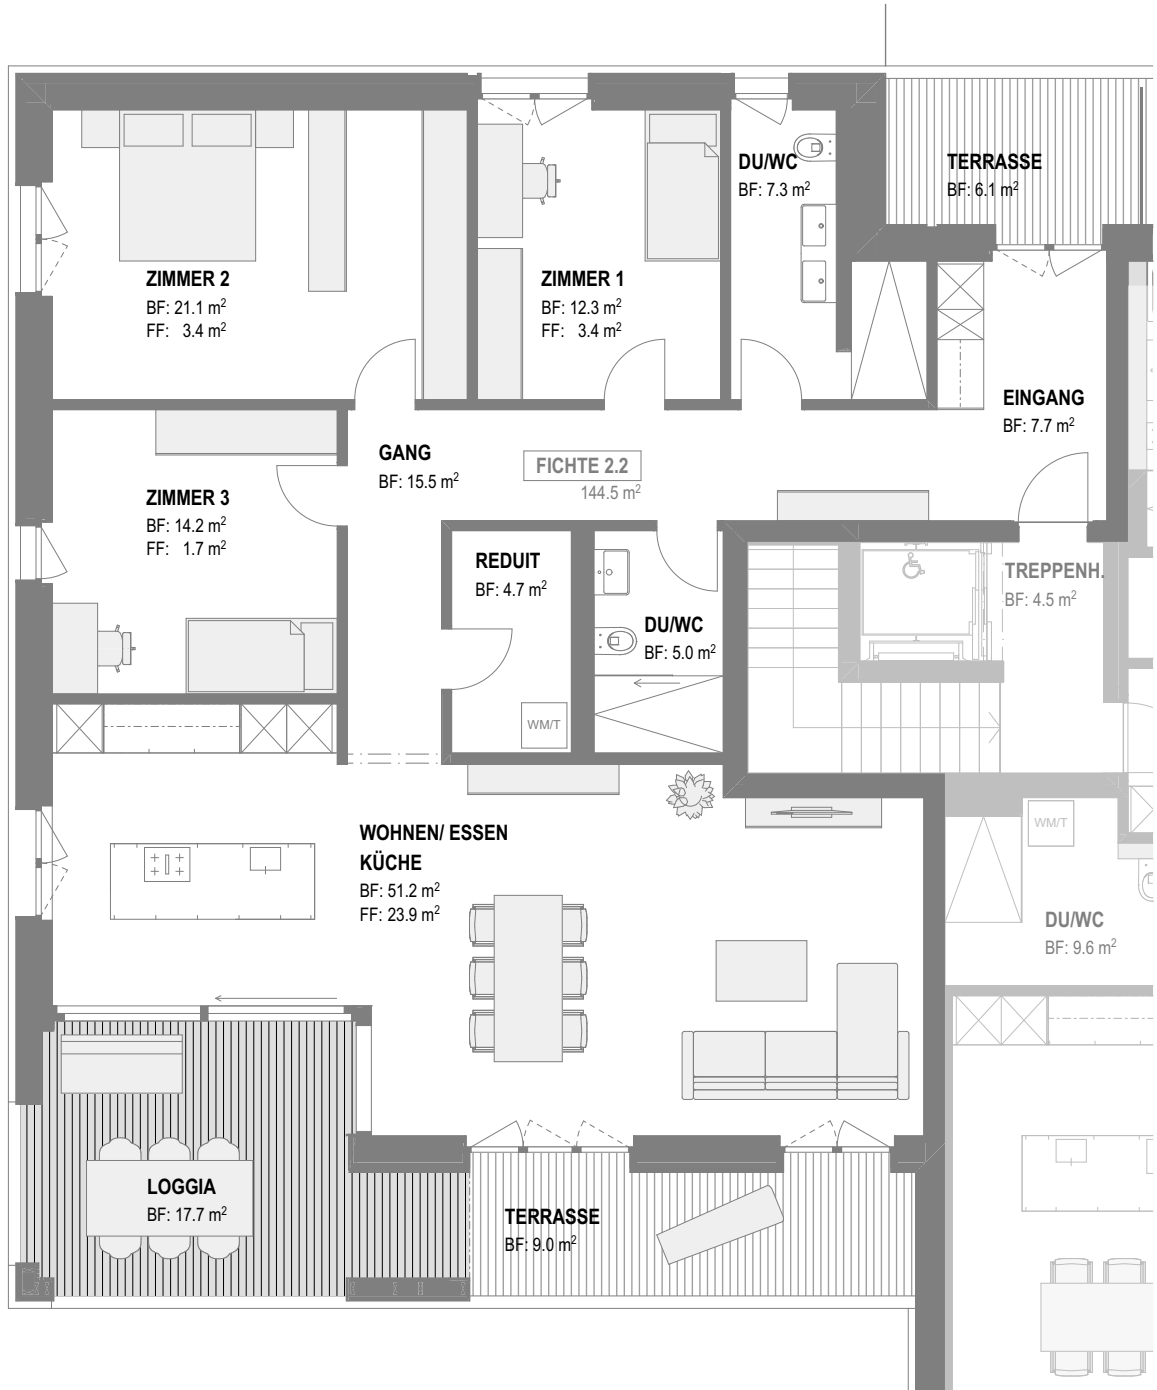 DU/WC
BF: 7.3 m²
TERRASSE
BF: 6.1 m²
ZIMMER 2
BF: 21.1 m²
FF: 3.4 m²
ZIMMER 1
BF: 12.3 m²
FF: 3.4 m²
EINGANG
BF: 7.7 m²
GANG
BF: 15.5 m²
FICHTE 2.2
144.5 m²
ZIMMER 3
BF: 14.2 m²
FF: 1.7 m²
REDUIT
BF: 4.7 m²
TREPPENH.
BF: 4.5 m²
DU/WC
BF: 5.0 m²
WM/T
WM/T
WOHNEN/ ESSEN
KÜCHE
BF: 51.2 m²
FF: 23.9 m²
DU/WC
BF: 9.6 m²
LOGGIA
BF: 17.7 m²
TERRASSE
BF: 9.0 m²